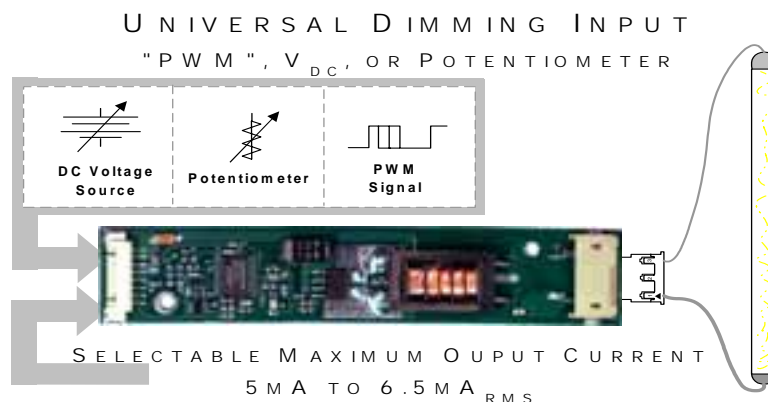 UNIVERSAL DIMMING INPUT
"PWM", VDC, OR POTENTIOMETER
DC Voltage
Source
Potentiometer
PWM
Signal
SELECTABLE MAXIMUM OUPUT CURRENT
5MA TO 6.5MARMS